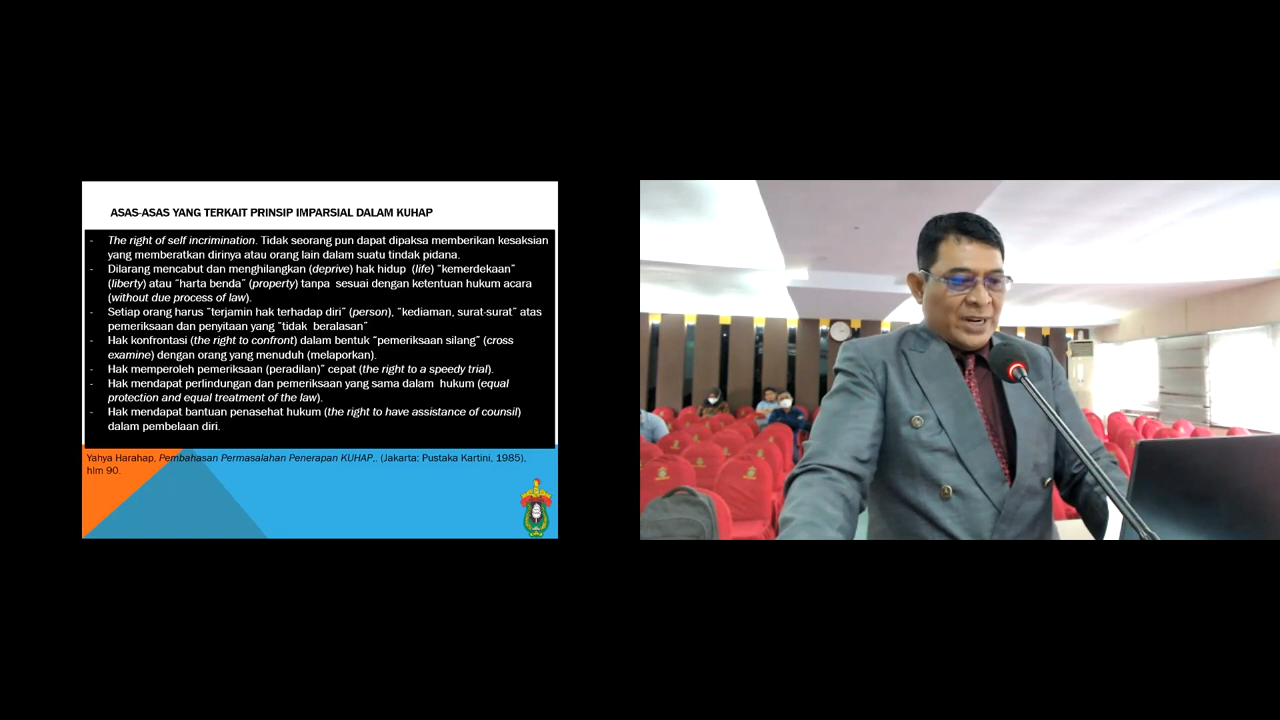 ASAS-ASAS YANG TERKAIT PRINSIP IMPARSIAL DALAM KUHAP
- The right of self incrimination. Tidak seorang pun dapat dipaksa memberikan kesaksian
yang memberatkan dirinya atau orang lain dalam suatu tindak pidana.
- Dilarang mencabut dan menghilangkan (deprive) hak hidup (life) "kemerdekaan"
(liberty) atau "harta benda" (property) tanpa sesuai dengan ketentuan hukum acara
(without due process of law).
- Setiap orang harus "terjamin hak terhadap diri" (person), "kediaman, surat-surat" atas
pemeriksaan dan penyitaan yang "tidak beralasan"
- Hak konfrontasi (the right to confront) dalam bentuk "pemeriksaan silang" (cross
examine) dengan orang yang menuduh (melaporkan).
- Hak memperoleh pemeriksaan (peradilan)" cepat (the right to a speedy trial).
- Hak mendapat perlindungan dan pemeriksaan yang sama dalam hukum (equal
protection and equal treatment of the law).
- Hak mendapat bantuan penasehat hukum (the right to have assistance of counsil)
dalam pembelaan diri.
Yahya Harahap, Pembahasan Permasalahan Penerapan KUHAP,. (Jakarta: Pustaka Kartini, 1985),
hlm 90.